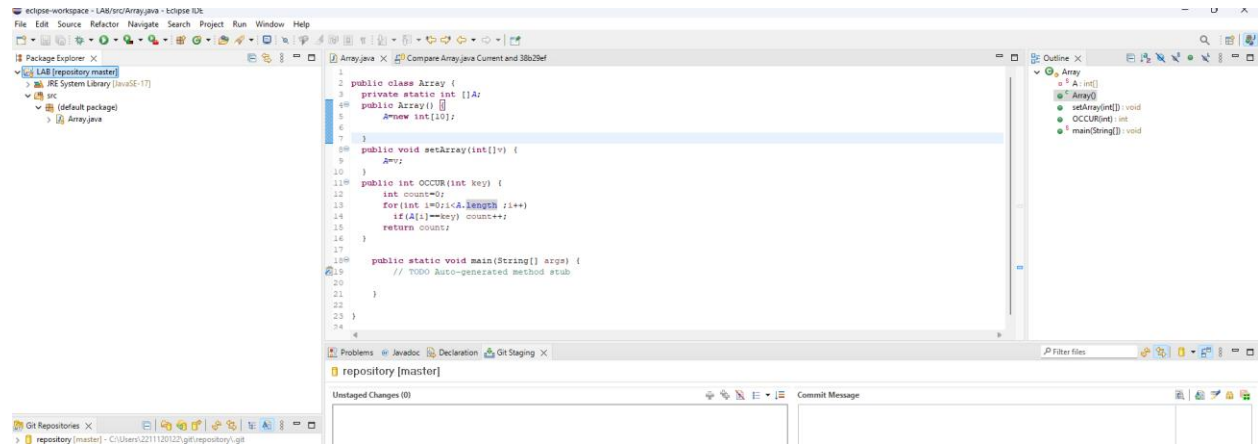 eclipse-workspace - LAB/src/Array.java - Eclipse IDE
File Edit Source Refactor Navigate Search Project Run Window Help
Package Explorer
LAB [repository master]
JRE System Library [JavaSE-17]
src
(default package)
Array.java
Array.java
Compare Array.java Current and 38b29ef
1
2 public class Array {
3 private static int []A;
4 public Array() {
5 A=new int[10];
6
7 }
8 public void setArray(int[]v) {
9 A=v;
10 }
11 public int OCCUR(int key) {
12 int count=0;
13 for(int i=0;i<A.length ;i++)
14 if(A[i]==key) count++;
15 return count;
16 }
17
18 public static void main(String[] args) {
19 // TODO Auto-generated method stub
20
21 }
22
23 }
24
Outline
Array
S A : int[]
C Array()
setArray(int[]) : void
OCCUR(int) : int
S main(String[]) : void
Problems Javadoc Declaration Git Staging
Filter files
repository [master]
Unstaged Changes (0)
Commit Message
Git Repositories
repository [master] - C:\Users\2211120122\git\repository\.git